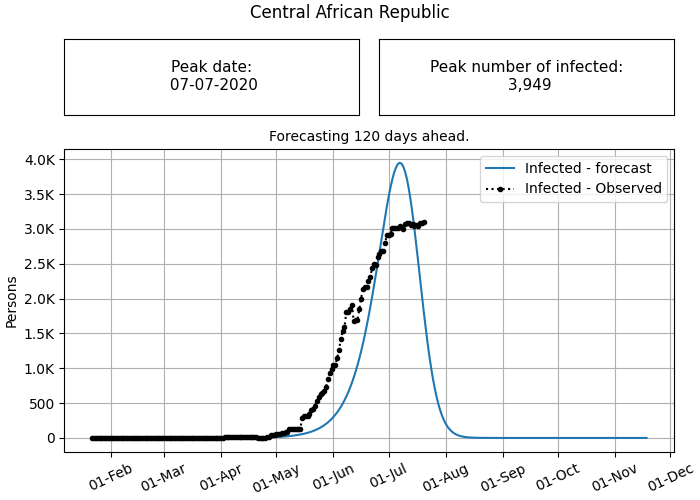 Central African Republic
Peak date:
07-07-2020
Peak number of infected:
3,949
Forecasting 120 days ahead.
4.0K
3.5K
3.0K
2.5K
2.0K
1.5K
1.0K
500
0
Persons
Infected - forecast
Infected - Observed
01-Feb
01-Mar
01-Apr
01-May
01-Jun
01-Jul
01-Aug
01-Sep
01-Oct
01-Nov
01-Dec